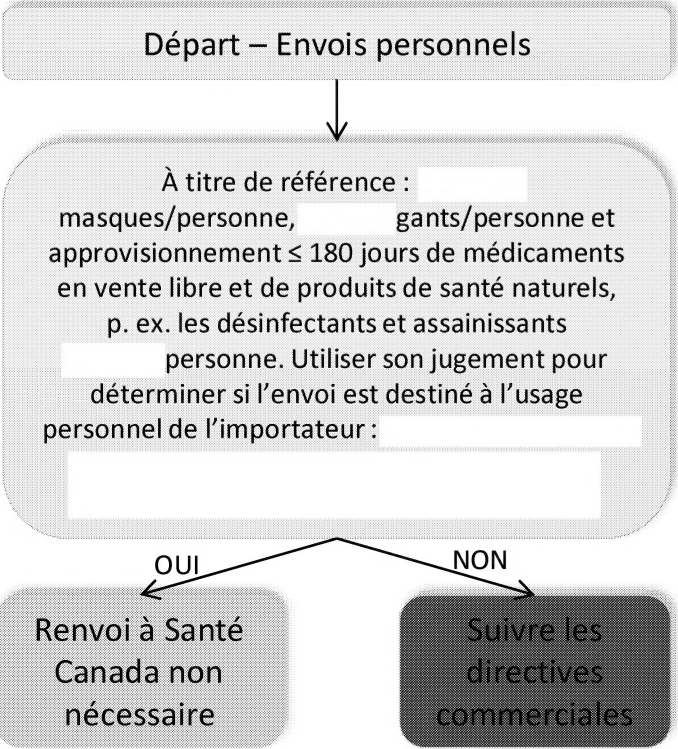 Départ – Envois personnels
À titre de référence :
masques/personne, gants/personne et
approvisionnement ≤ 180 jours de médicaments
en vente libre et de produits de santé naturels,
p. ex. les désinfectants et assainissants
personne. Utiliser son jugement pour
déterminer si l’envoi est destiné à l’usage
personnel de l’importateur :
OUI
NON
Renvoi à Santé
Canada non
nécessaire
Suivre les
directives
commerciales